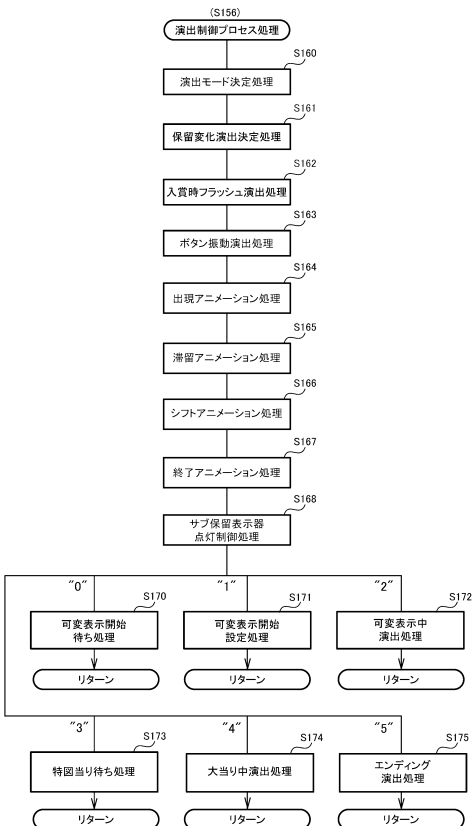 (S156)
演出制御プロセス処理
S160
演出モード決定処理
S161
保留変化演出決定処理
S162
入賞時フラッシュ演出処理
S163
ボタン振動演出処理
S164
出現アニメーション処理
S165
滞留アニメーション処理
S166
シフトアニメーション処理
S167
終了アニメーション処理
S168
サブ保留表示器
点灯制御処理
"0"
S170
可変表示開始
待ち処理
リターン
"1"
S171
可変表示開始
設定処理
リターン
"2"
S172
可変表示中
演出処理
リターン
"3"
S173
特図当り待ち処理
リターン
"4"
S174
大当り中演出処理
リターン
"5"
S175
エンディング
演出処理
リターン